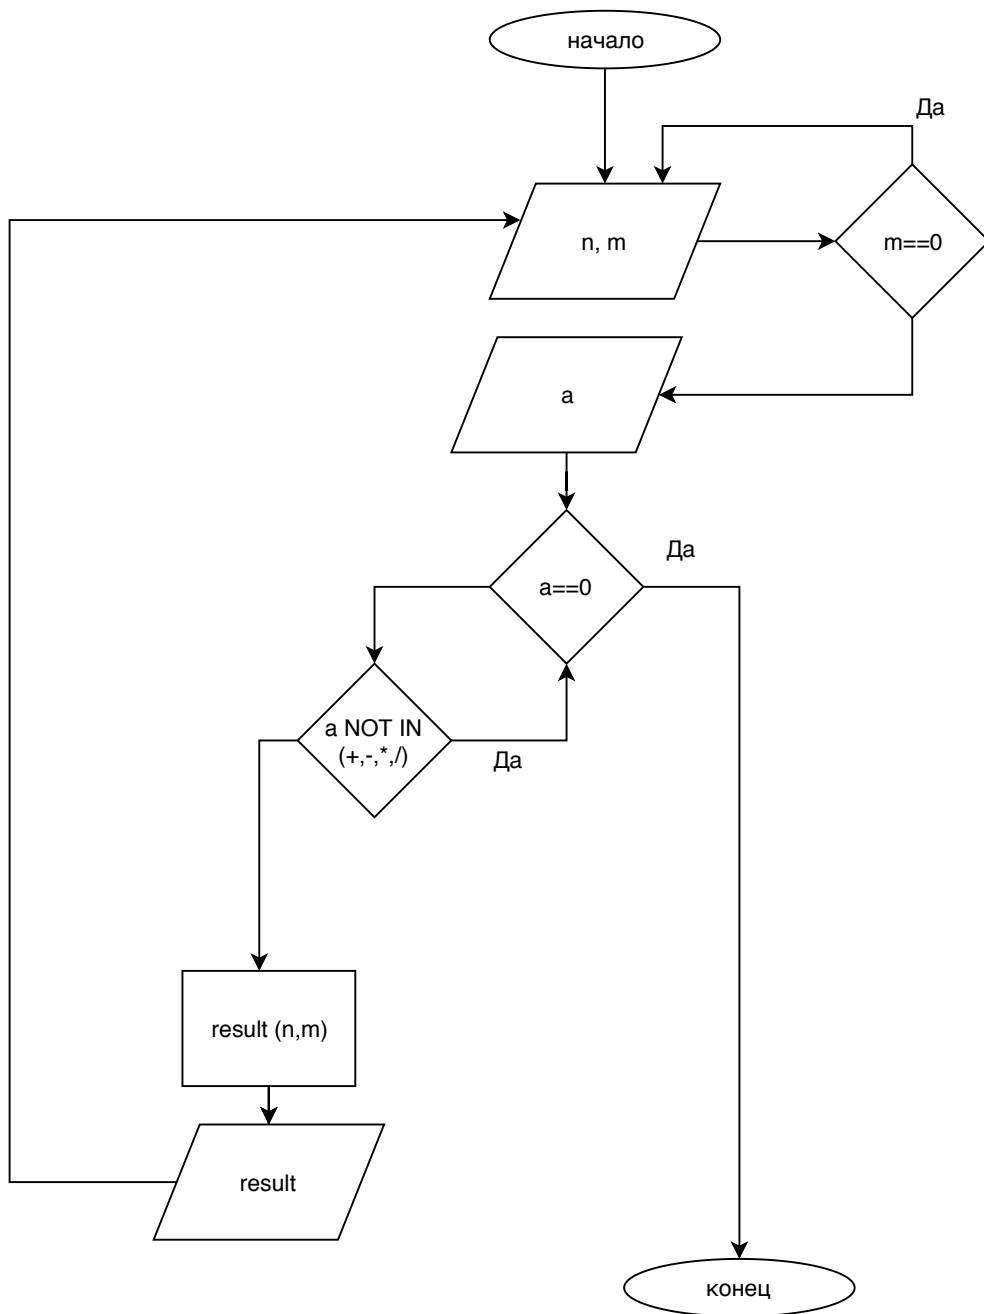 начало
Да
n, m
m==0
a
Да
a==0
a NOT IN
(+,-,*,/)
Да
result (n,m)
result
конец